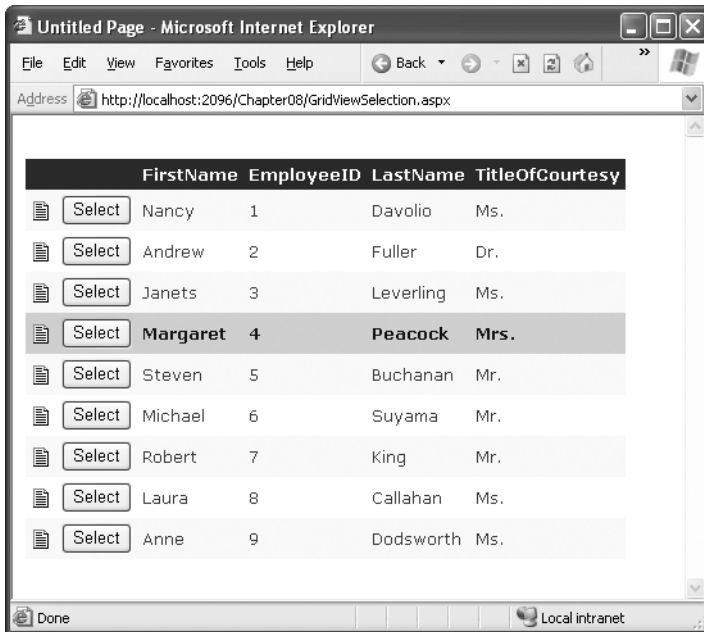 Untitled Page - Microsoft Internet Explorer
File Edit View Favorites Tools Help Back »
Address http://localhost:2096/Chapter08/GridViewSelection.aspx
FirstName EmployeeID LastName TitleOfCourtesy
Select Nancy 1 Davolio Ms.
Select Andrew 2 Fuller Dr.
Select Janets 3 Leverling Ms.
Select Margaret 4 Peacock Mrs.
Select Steven 5 Buchanan Mr.
Select Michael 6 Suyama Mr.
Select Robert 7 King Mr.
Select Laura 8 Callahan Ms.
Select Anne 9 Dodsworth Ms.
Done Local intranet